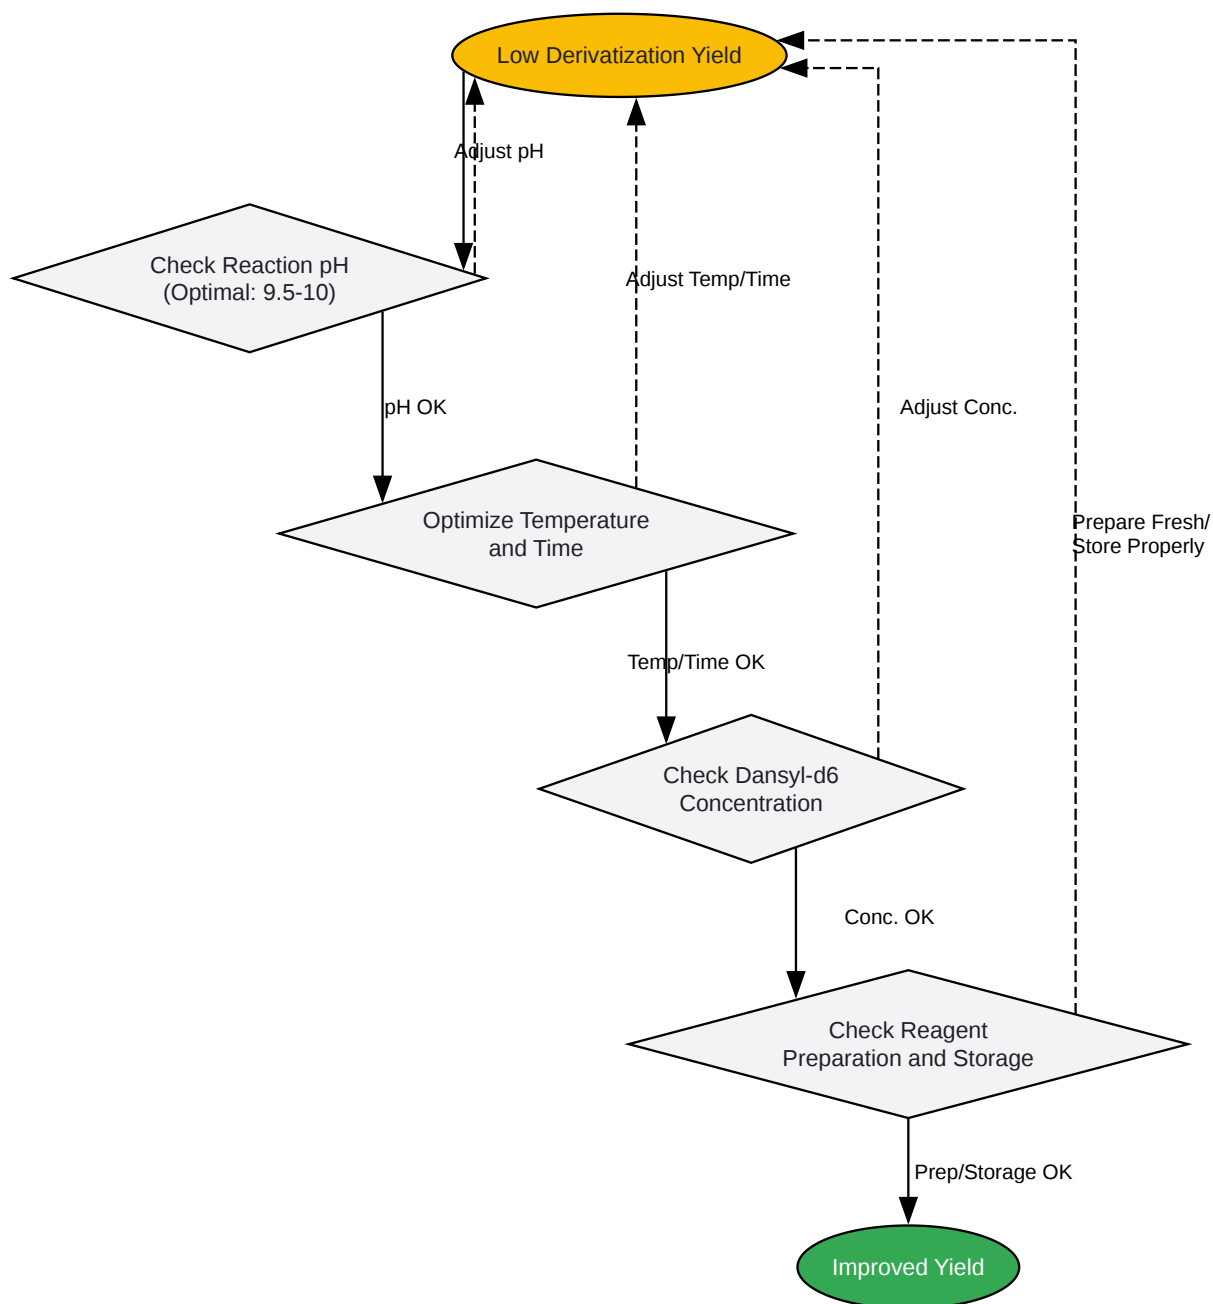 Low Derivatization Yield
Adjust pH
Check Reaction pH
(Optimal: 9.5-10)
Adjust Temp/Time
pH OK
Adjust Conc.
Optimize Temperature
and Time
Prepare Fresh/
Store Properly
Temp/Time OK
Check Dansyl-d6
Concentration
Conc. OK
Check Reagent
Preparation and Storage
Prep/Storage OK
Improved Yield